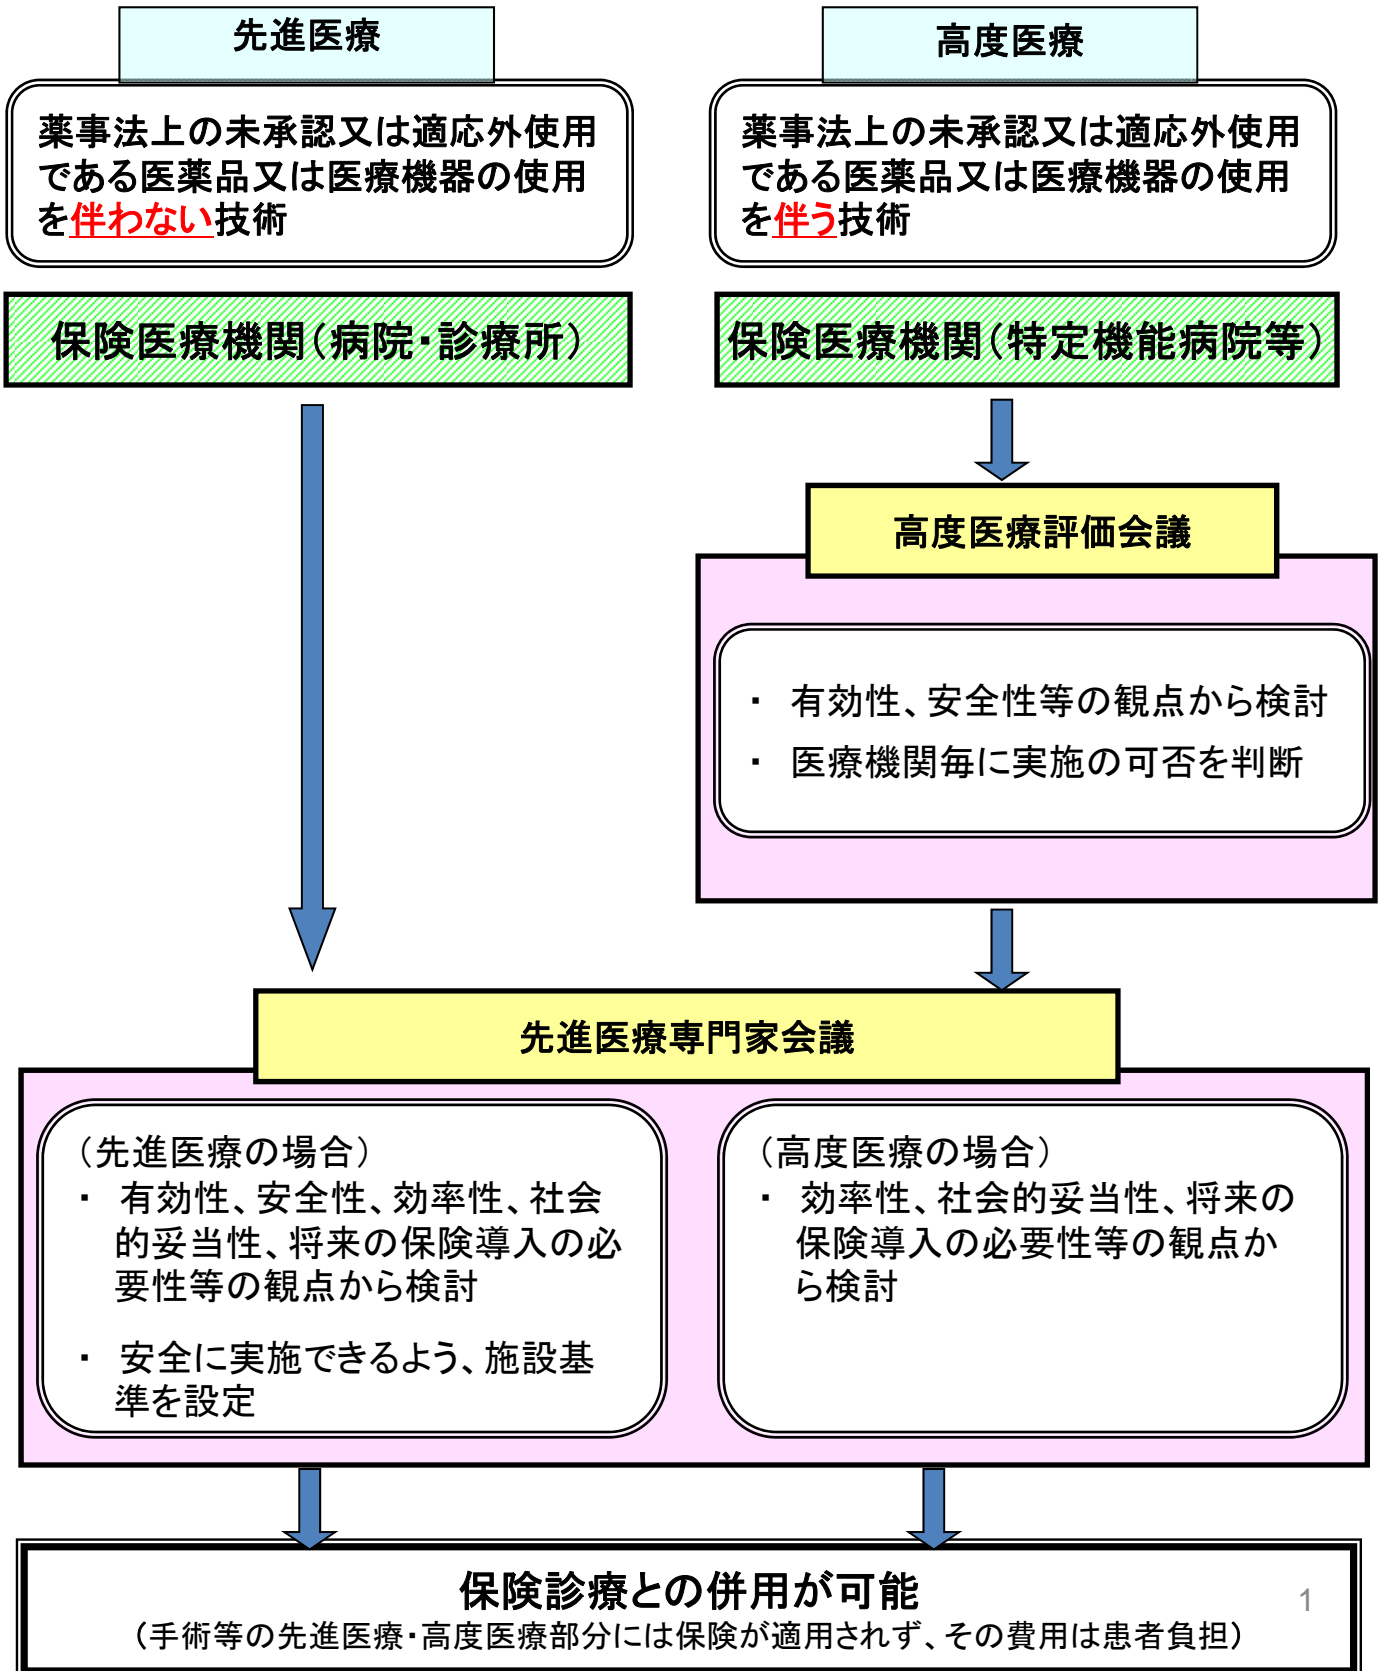 先進医療
薬事法上の未承認又は適応外使用
である医薬品又は医療機器の使用
を伴わない技術
保険医療機関(病院・診療所)
高度医療
薬事法上の未承認又は適応外使用
である医薬品又は医療機器の使用
を伴う技術
保険医療機関(特定機能病院等)
高度医療評価会議
・ 有効性、安全性等の観点から検討
・ 医療機関毎に実施の可否を判断
先進医療専門家会議
(先進医療の場合)
・ 有効性、安全性、効率性、社会
的妥当性、将来の保険導入の必
要性等の観点から検討
・ 安全に実施できるよう、施設基
準を設定
(高度医療の場合)
・ 効率性、社会的妥当性、将来の
保険導入の必要性等の観点か
ら検討
保険診療との併用が可能
(手術等の先進医療・高度医療部分には保険が適用されず、その費用は患者負担)
1